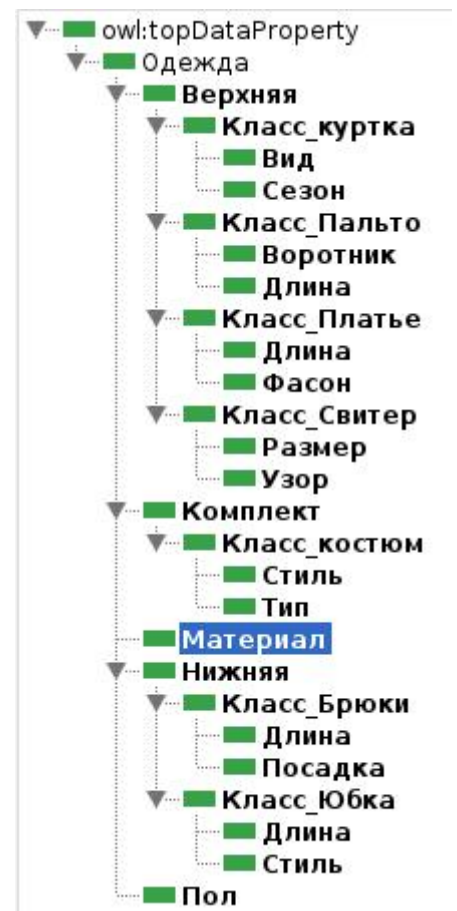 owl:topDataProperty
Одежда
Верхняя
Класс_куртка
Вид
Сезон
Класс_Пальто
Воротник
Длина
Класс_Платье
Длина
Фасон
Класс_Свитер
Размер
Узор
Комплект
Класс_костюм
Стиль
Тип
Материал
Нижняя
Класс_Брюки
Длина
Посадка
Класс_Юбка
Длина
Стиль
Пол